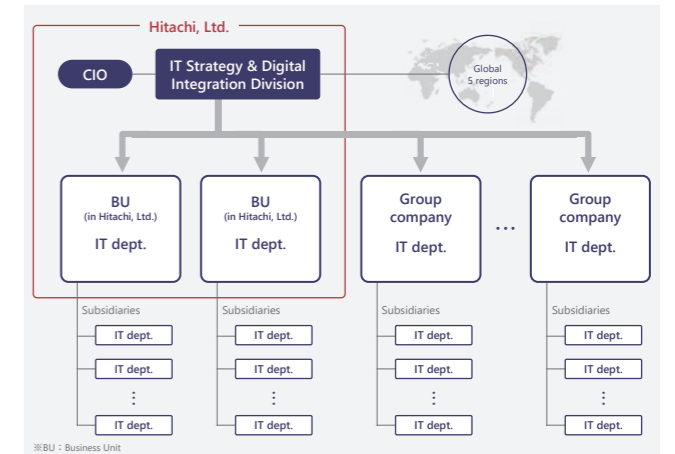 Hitachi, Ltd.
CIO
IT Strategy & Digital
Integration Division
Global
5 regions
BU
(in Hitachi, Ltd.)
IT dept.
BU
(in Hitachi, Ltd.)
IT dept.
Group
company
IT dept.
...
Group
company
IT dept.
Subsidiaries
IT dept.
IT dept.
⋮
IT dept.
Subsidiaries
IT dept.
IT dept.
⋮
IT dept.
Subsidiaries
IT dept.
IT dept.
⋮
IT dept.
Subsidiaries
IT dept.
IT dept.
⋮
IT dept.
※BU：Business Unit